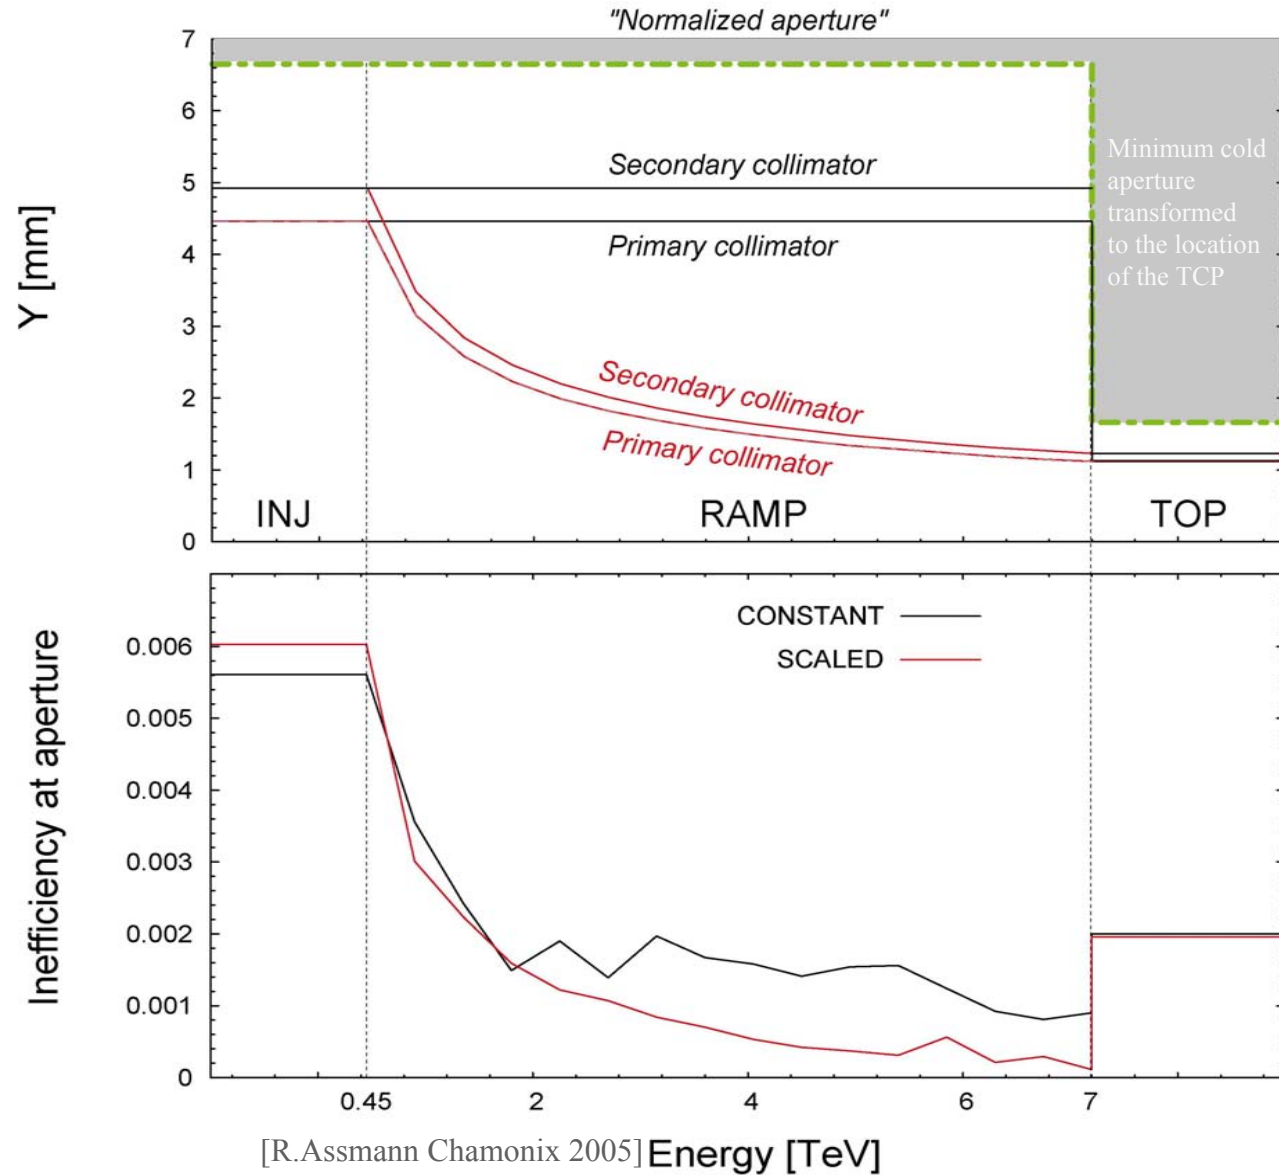 "Normalized aperture"
7
6
5
4
3
2
1
0
Y [mm]
Secondary collimator
Primary collimator
Secondary collimator
Primary collimator
Minimum cold
aperture
transformed
to the location
of the TCP
INJ
RAMP
TOP
CONSTANT
SCALED
0.006
0.005
0.004
0.003
0.002
0.001
0
Inefficiency at aperture
0.45
2
4
6
7
[R.Assmann Chamonix 2005]
Energy [TeV]